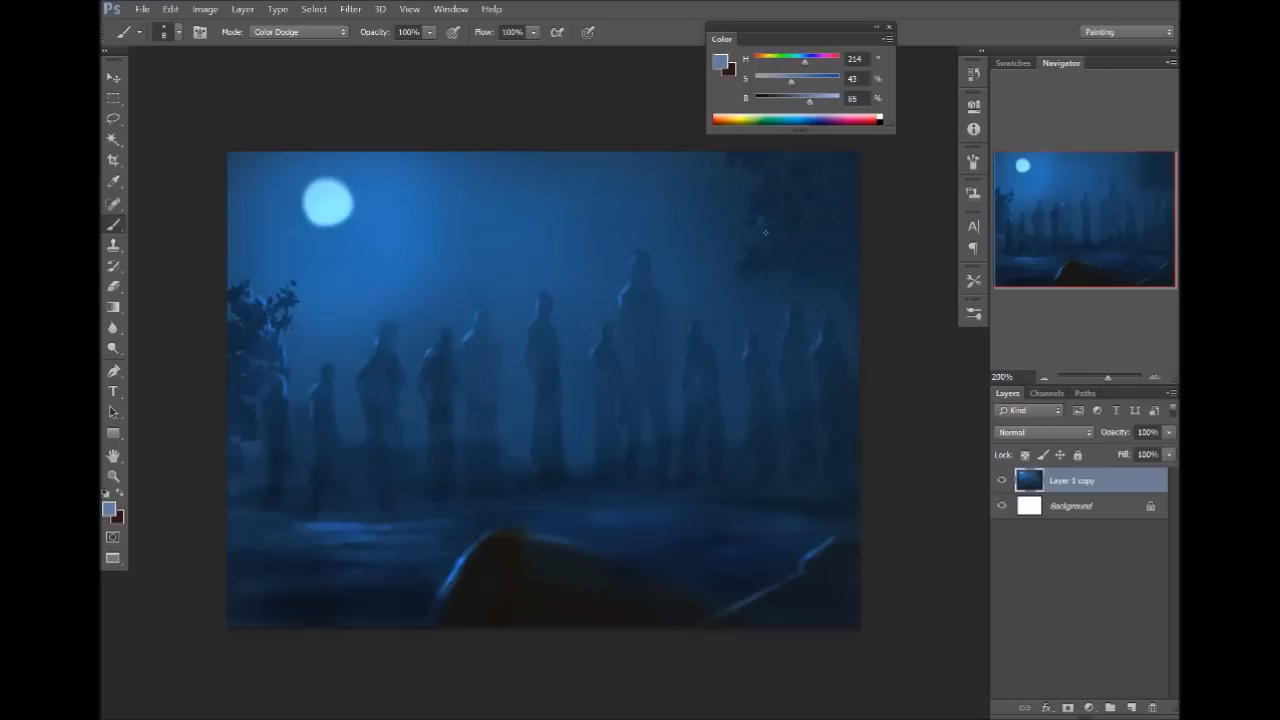 Ps File Edit Image Layer Type Select Filter 3D View Window Help
8 Mode: Color Dodge Opacity: 100% Flow: 100% Painting
Color
H 214 °
S 43 %
B 65 %
Swatches Navigator
200%
Layers Channels Paths
Kind
Normal Opacity: 100%
Lock: Fill: 100%
Layer 1 copy
Background